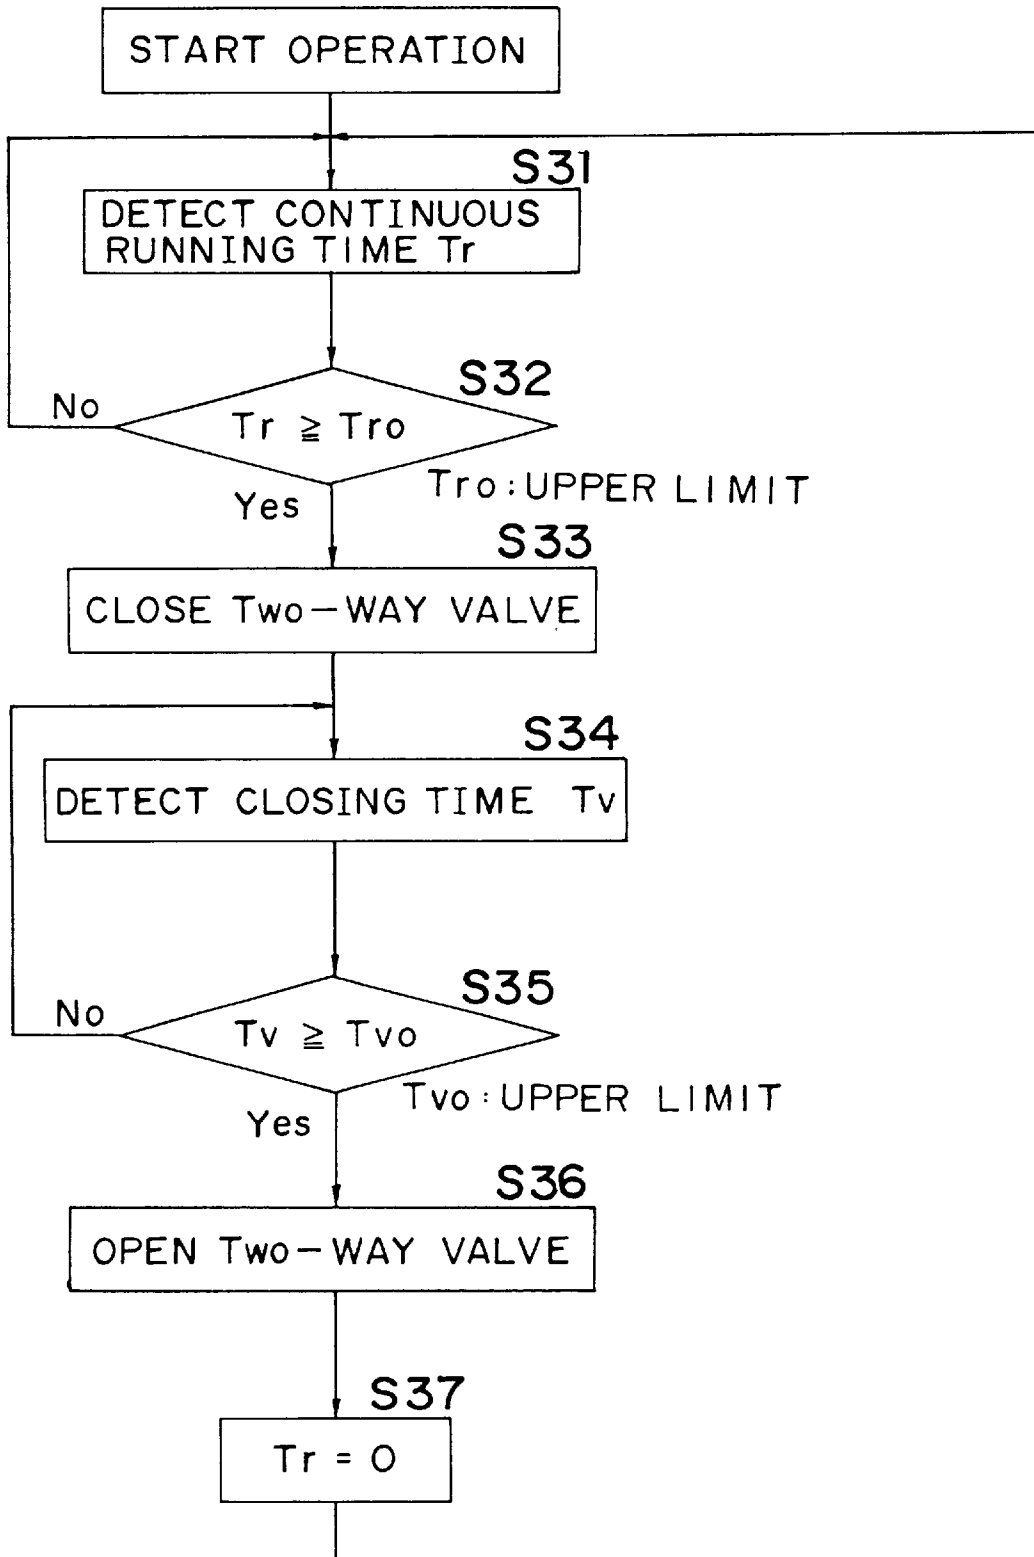 START OPERATION
S31
DETECT CONTINUOUS
RUNNING TIME Tr
S32
No
Tr ≧ Tro
Tro : UPPER LIMIT
Yes
S33
CLOSE Two-WAY VALVE
S34
DETECT CLOSING TIME Tv
S35
No
Tv ≧ Tvo
Tvo : UPPER LIMIT
Yes
S36
OPEN Two-WAY VALVE
S37
Tr = 0